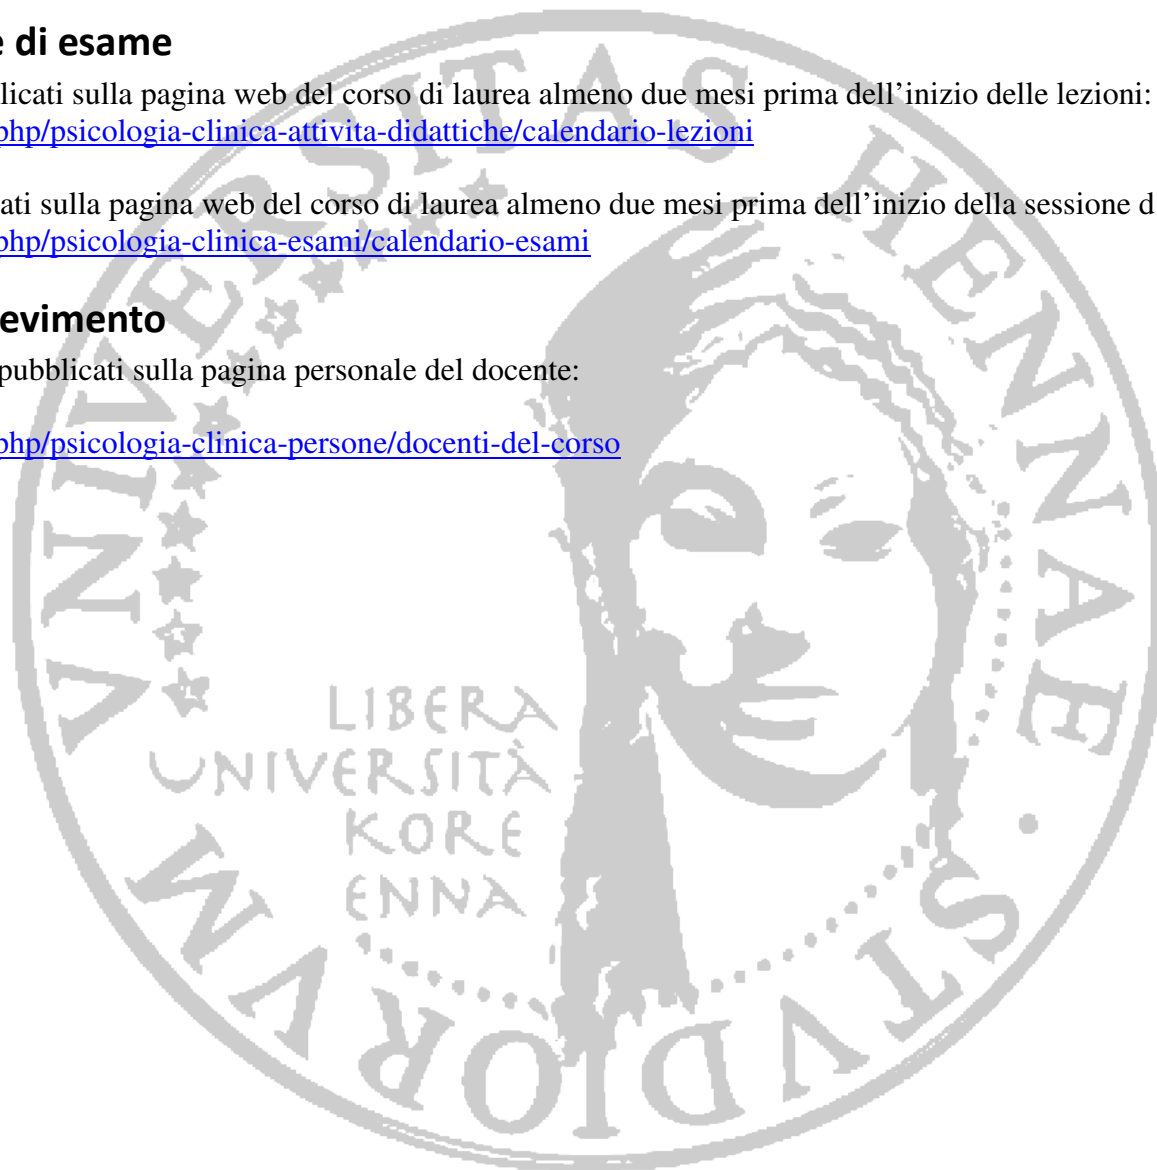 e di esame
licati sulla pagina web del corso di laurea almeno due mesi prima dell’inizio delle lezioni:
php/psicologia-clinica-attivita-didattiche/calendario-lezioni
ati sulla pagina web del corso di laurea almeno due mesi prima dell’inizio della sessione d
php/psicologia-clinica-esami/calendario-esami
evimento
pubblicati sulla pagina personale del docente:
php/psicologia-clinica-persone/docenti-del-corso
VNIVERSITAS HENNAE · STVDIORVM
LIBERA
UNIVERSITÀ
KORE
ENNA